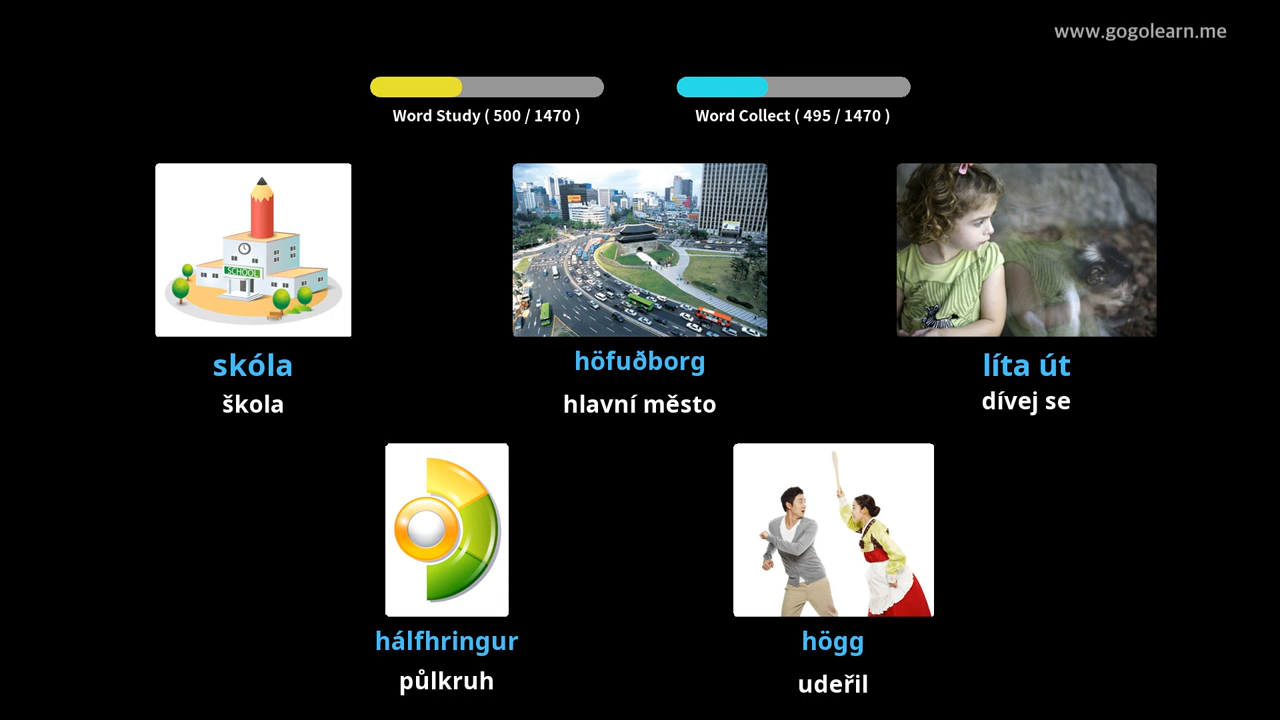 www.gogolearn.me
Word Study ( 500 / 1470 )
Word Collect ( 495 / 1470 )
SCHOOL
skóla
škola
höfuðborg
hlavní město
líta út
dívej se
hálfhringur
půlkruh
högg
udeřil